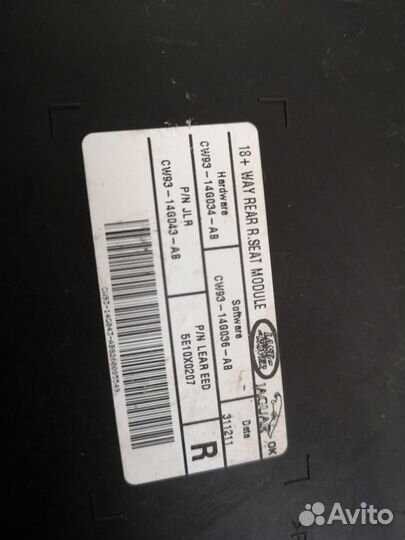 18+ WAY REAR R.SEAT MODULE
LAND ROVER
JAGUAR
OK
Hardware
CW93-14G034-AB
Software
CW93-14G036-AB
Date
311211
P/N JLR
CW93-14G043-AB
P/N LEAR EED
5E10X0207
R
Avito